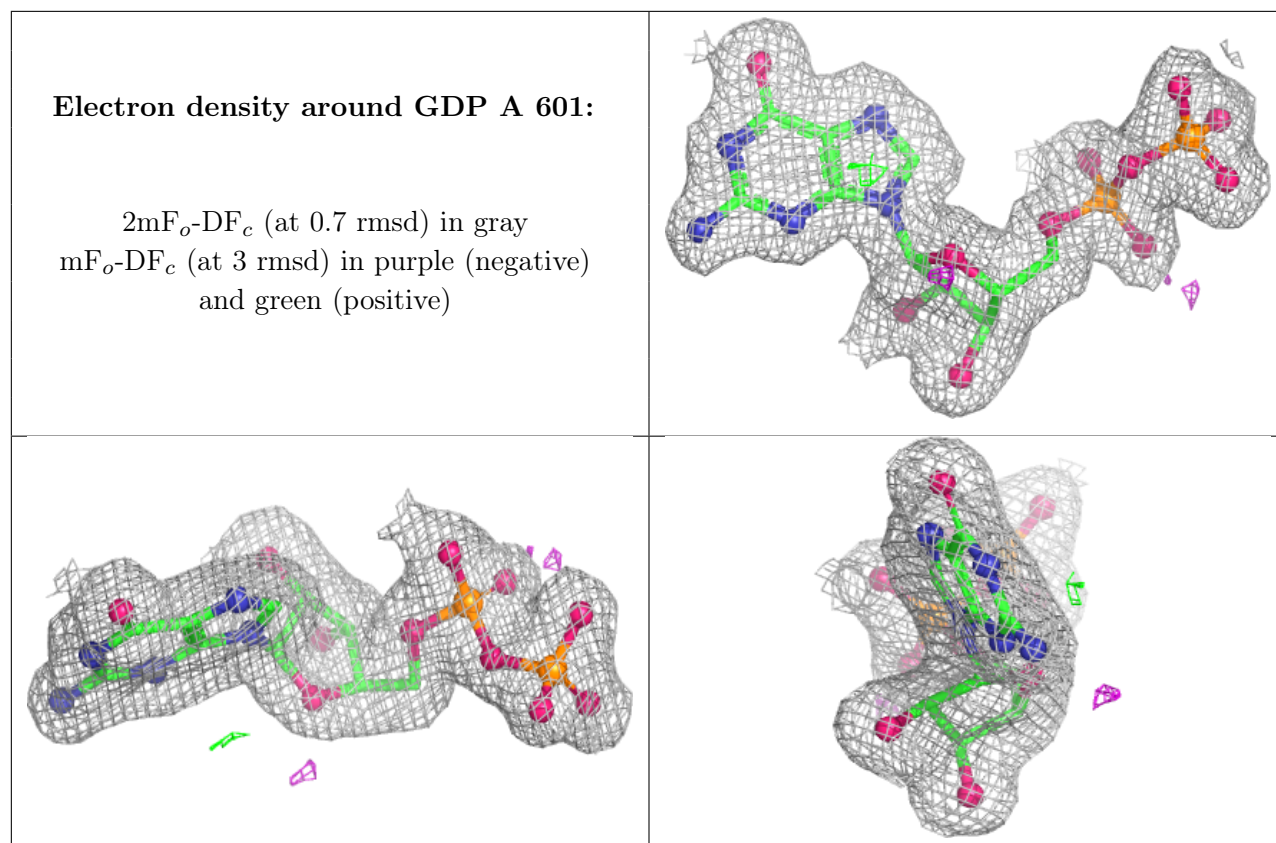 Electron density around GDP A 601:
2mFₒ-DF𝒸 (at 0.7 rmsd) in gray
mFₒ-DF𝒸 (at 3 rmsd) in purple (negative)
and green (positive)